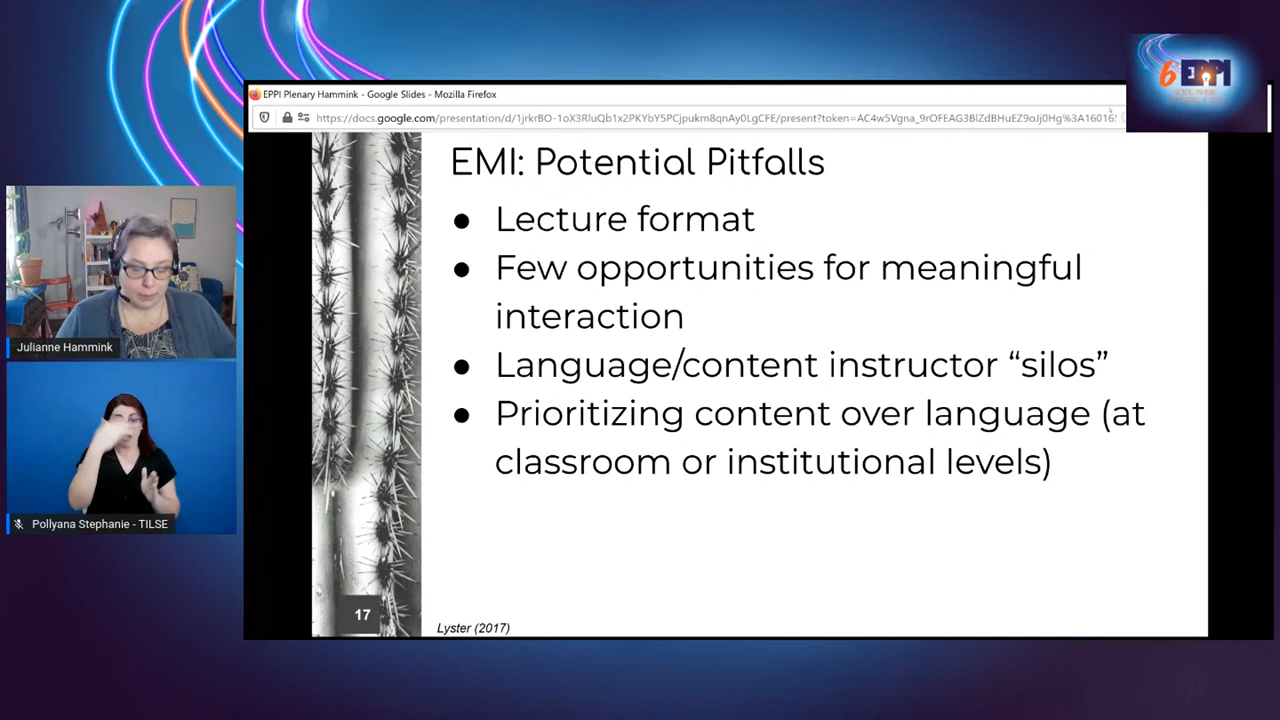 EPPI Plenary Hammink - Google Slides - Mozilla Firefox
6EPPI
EMI: Potential Pitfalls
● Lecture format
● Few opportunities for meaningful
interaction
● Language/content instructor “silos”
● Prioritizing content over language (at
classroom or institutional levels)
Julianne Hammink
Pollyana Stephanie - TILSE
17
Lyster (2017)